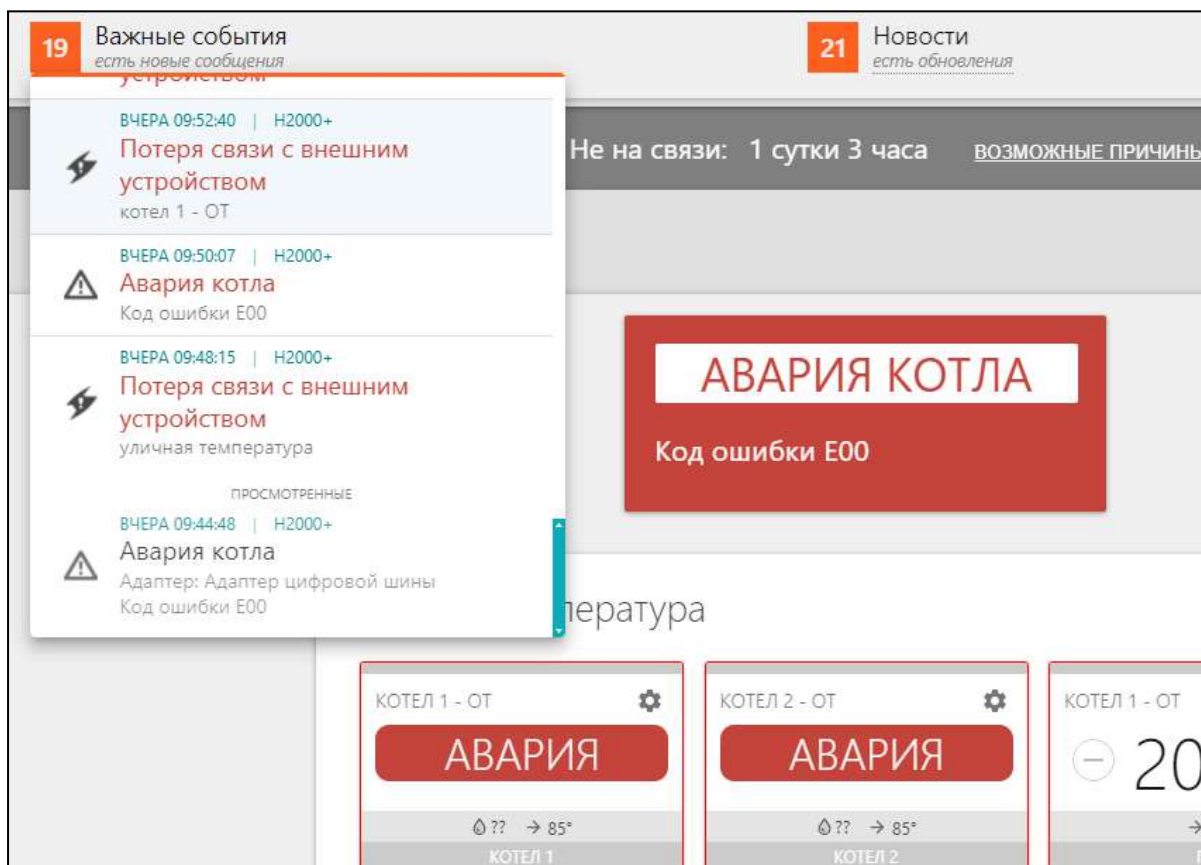 19
Важные события
есть новые сообщения
21
Новости
есть обновления
устройством
ВЧЕРА 09:52:40 | H2000+
Потеря связи с внешним
устройством
котел 1 - ОТ
Не на связи: 1 сутки 3 часа
ВОЗМОЖНЫЕ ПРИЧИНЫ
ВЧЕРА 09:50:07 | H2000+
Авария котла
Код ошибки E00
ВЧЕРА 09:48:15 | H2000+
Потеря связи с внешним
устройством
уличная температура
АВАРИЯ КОТЛА
Код ошибки E00
ПРОСМОТРЕННЫЕ
ВЧЕРА 09:44:48 | H2000+
Авария котла
Адаптер: Адаптер цифровой шины
Код ошибки E00
пература
КОТЕЛ 1 - ОТ
АВАРИЯ
?? → 85°
КОТЕЛ 1
КОТЕЛ 2 - ОТ
АВАРИЯ
?? → 85°
КОТЕЛ 2
КОТЕЛ 1 - ОТ
20